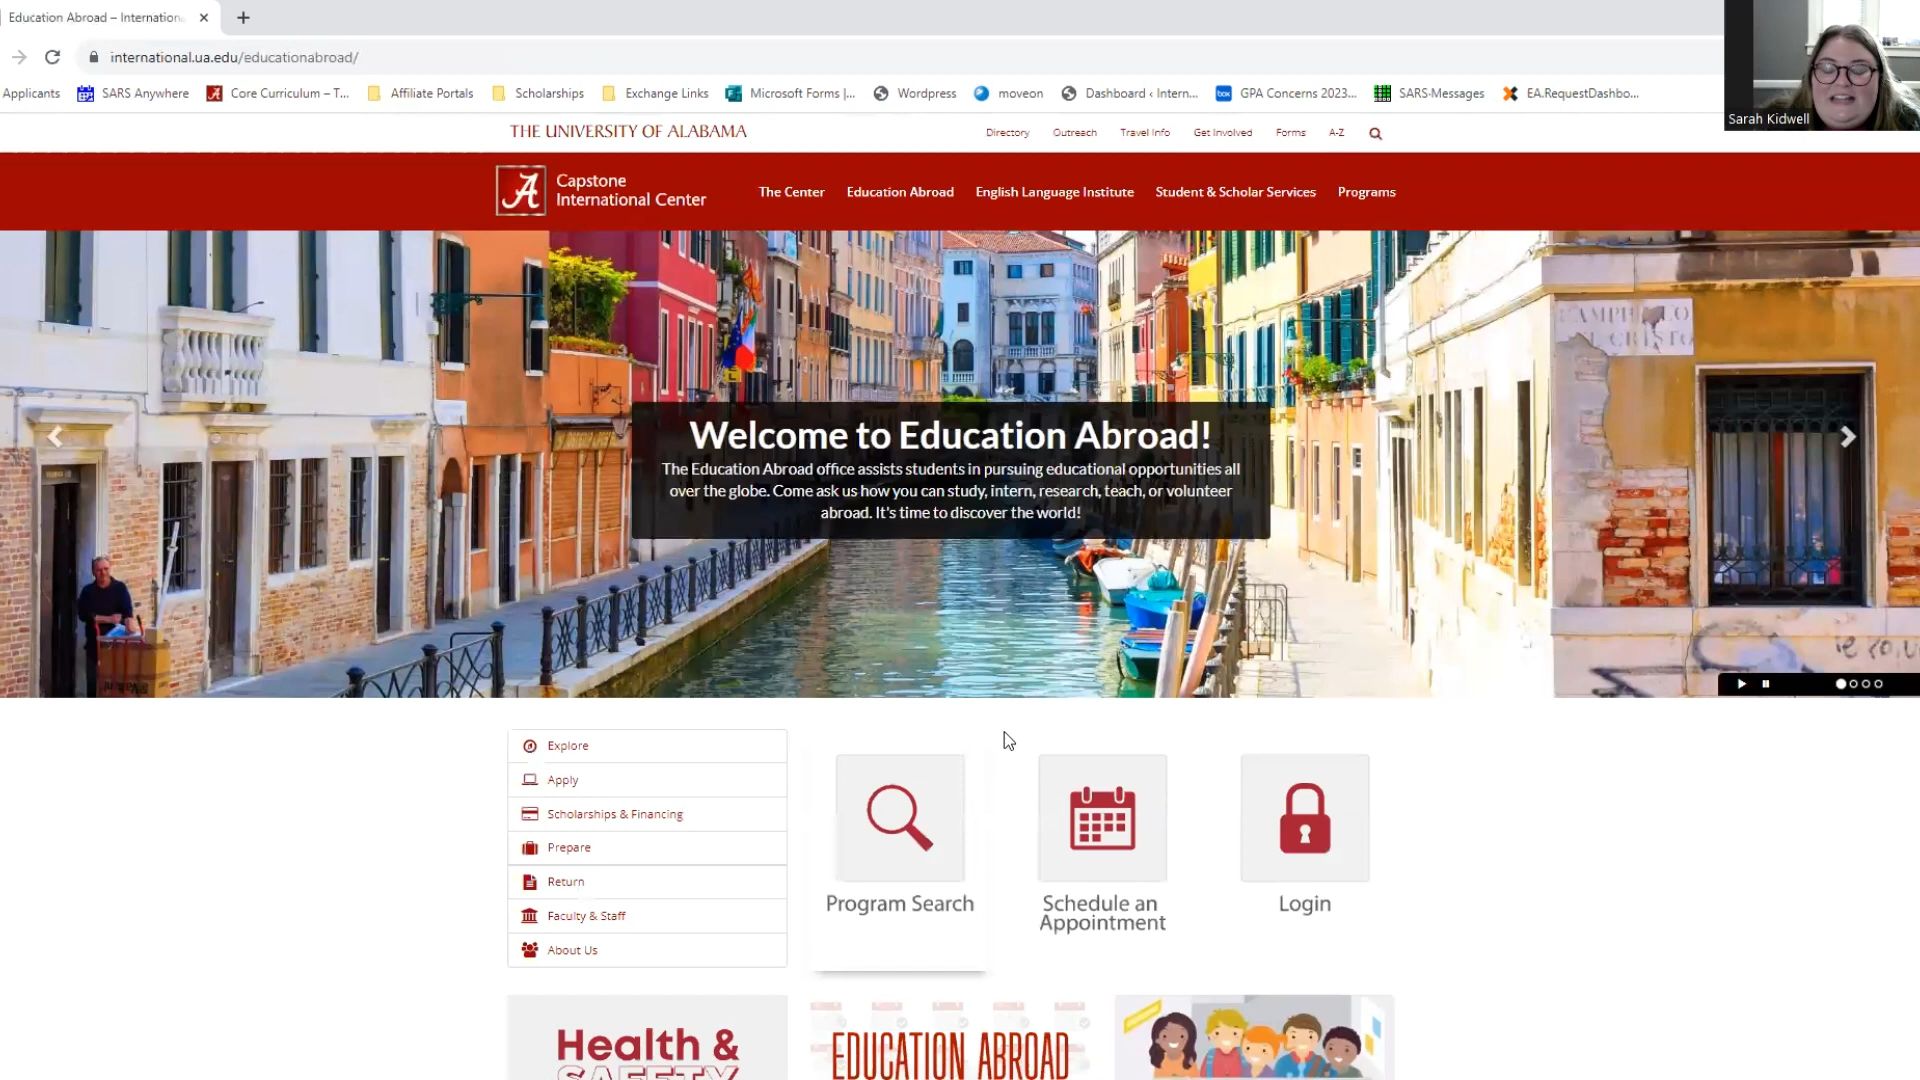 Education Abroad – Internationa
international.ua.edu/educationabroad/
Applicants
SARS Anywhere
Core Curriculum – T...
Affiliate Portals
Scholarships
Exchange Links
Microsoft Forms |...
Wordpress
moveon
Dashboard ‹ Intern...
box
GPA Concerns 2023...
SARS-Messages
EA.RequestDashbo...
Sarah Kidwell
THE UNIVERSITY OF ALABAMA
Directory
Outreach
Travel Info
Get Involved
Forms
A-Z
A
Capstone
International Center
The Center
Education Abroad
English Language Institute
Student & Scholar Services
Programs
Welcome to Education Abroad!
The Education Abroad office assists students in pursuing educational opportunities all
over the globe. Come ask us how you can study, intern, research, teach, or volunteer
abroad. It's time to discover the world!
Explore
Apply
Scholarships & Financing
Prepare
Return
Faculty & Staff
About Us
Program Search
Schedule an
Appointment
Login
Health &
SAFETY
EDUCATION ABROAD